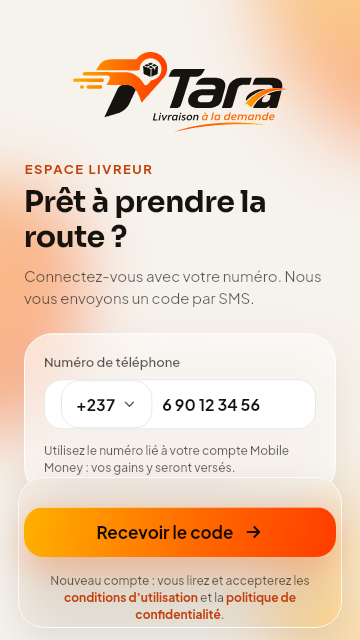 Tara
Livraison à la demande
ESPACE LIVREUR
Prêt à prendre la
route ?
Connectez-vous avec votre numéro. Nous
vous envoyons un code par SMS.
Numéro de téléphone
+237 6 90 12 34 56
Utilisez le numéro lié à votre compte Mobile
Money : vos gains y seront versés.
Recevoir le code →
Nouveau compte : vous lirez et accepterez les
conditions d’utilisation et la politique de
confidentialité.